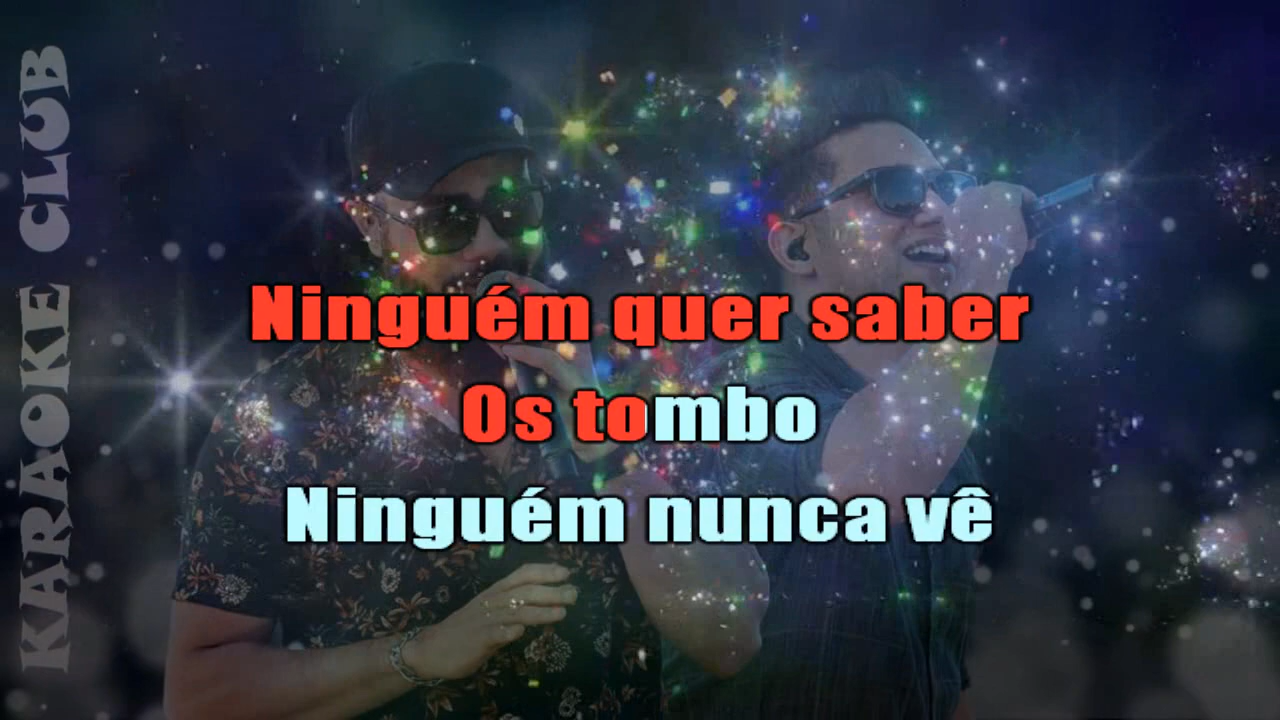 KARAOKE CLUB
Ninguém quer saber
Os tombo
Ninguém nunca vê